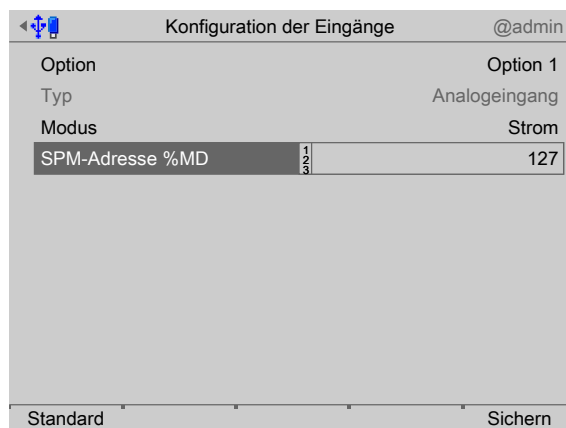 Konfiguration der Eingänge @admin
Option Option 1
Typ Analogeingang
Modus Strom
SPM-Adresse %MD 1 2 3 127
Standard Sichern